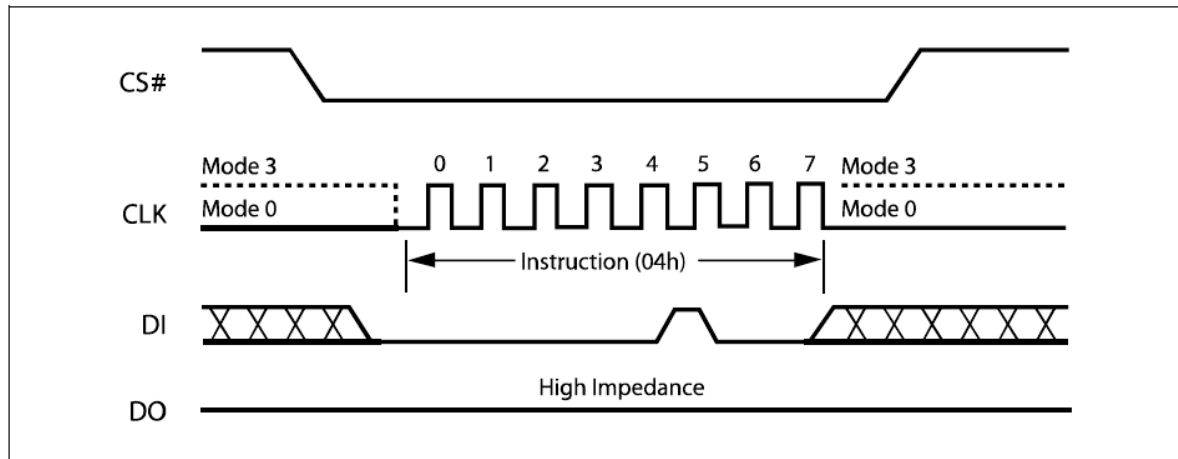 CS#
0 1 2 3 4 5 6 7
Mode 3 Mode 3
CLK Mode 0 Mode 0
Instruction (04h)
DI
High Impedance
DO